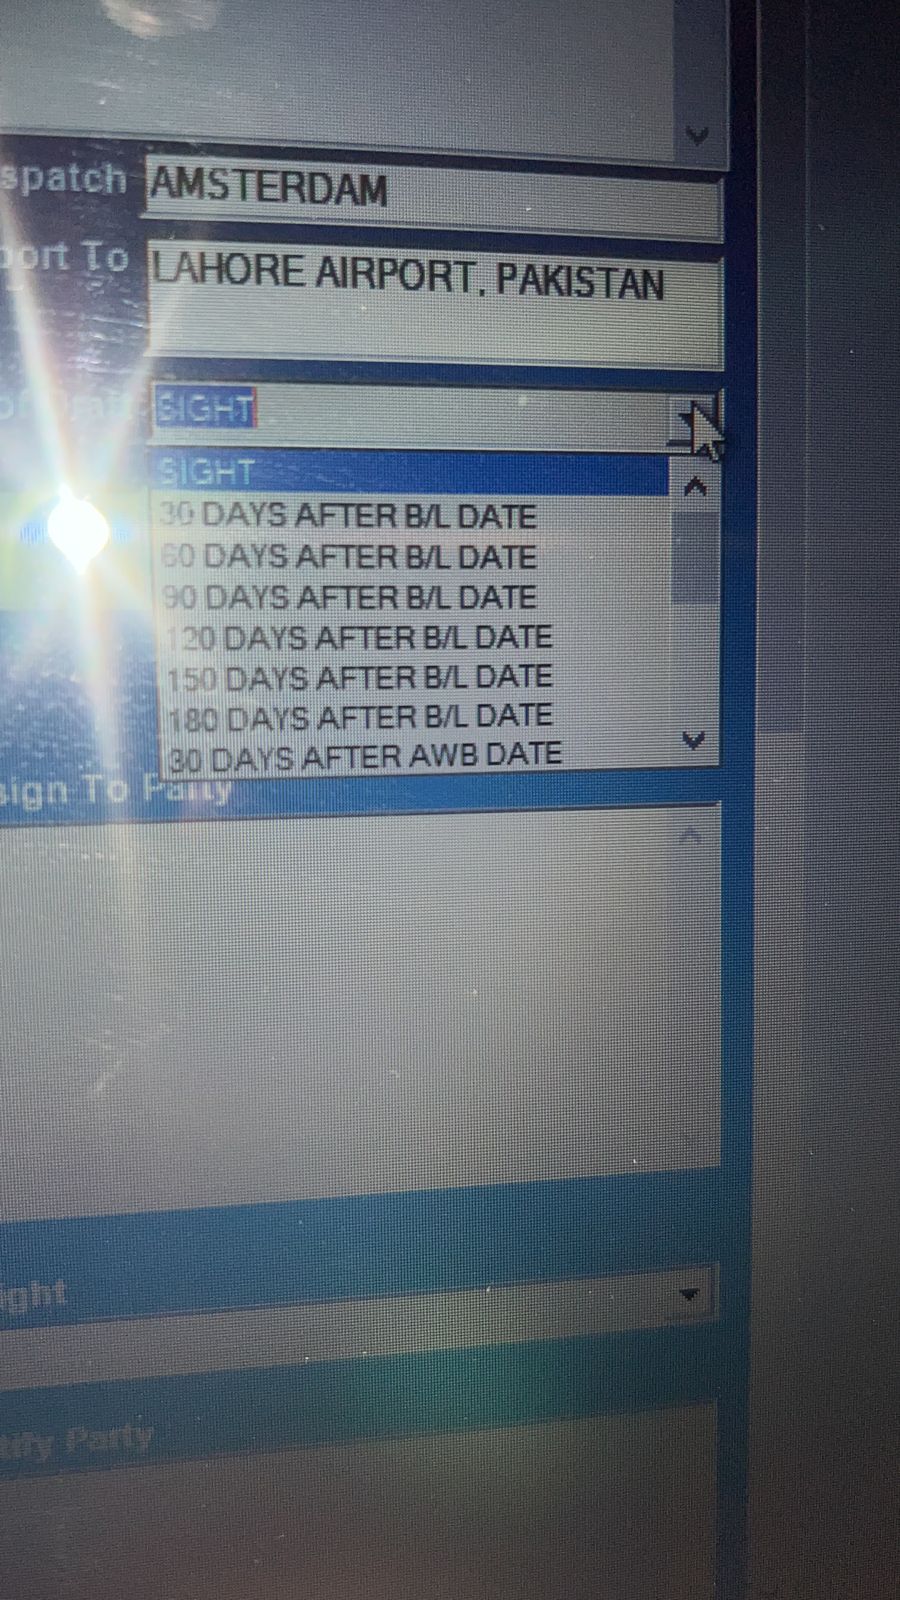 spatch AMSTERDAM
port To LAHORE AIRPORT, PAKISTAN
SIGHT
SIGHT
30 DAYS AFTER B/L DATE
60 DAYS AFTER B/L DATE
90 DAYS AFTER B/L DATE
120 DAYS AFTER B/L DATE
150 DAYS AFTER B/L DATE
180 DAYS AFTER B/L DATE
30 DAYS AFTER AWB DATE
sign To Party
ight
tify Party